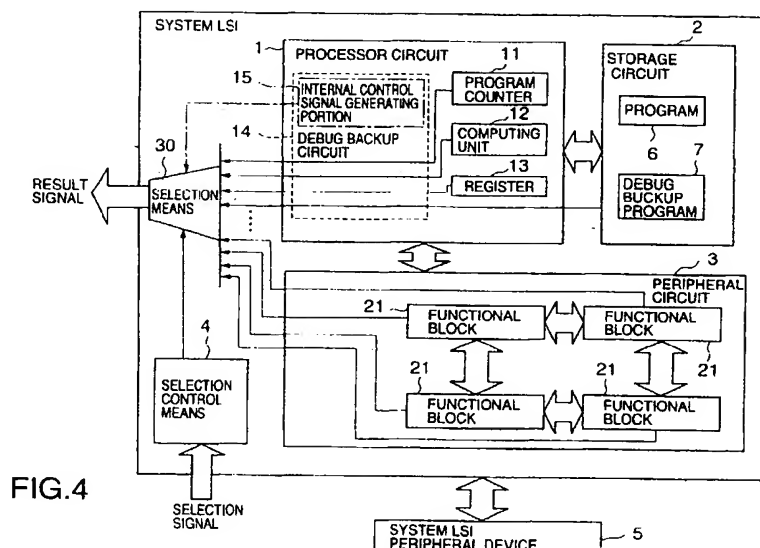 SYSTEM LSI
1
PROCESSOR CIRCUIT
15
INTERNAL CONTROL
SIGNAL GENERATING
PORTION
14
DEBUG BACKUP
CIRCUIT
11
PROGRAM
COUNTER
12
COMPUTING
UNIT
13
REGISTER
2
STORAGE
CIRCUIT
PROGRAM
6
7
DEBUG
BACKUP
PROGRAM
30
RESULT
SIGNAL
SELECTION
MEANS
3
PERIPHERAL
CIRCUIT
21
FUNCTIONAL
BLOCK
FUNCTIONAL
BLOCK
21
21
FUNCTIONAL
BLOCK
21
FUNCTIONAL
BLOCK
4
SELECTION
CONTROL
MEANS
SELECTION
SIGNAL
FIG.4
SYSTEM LSI
PERIPHERAL DEVICE
5